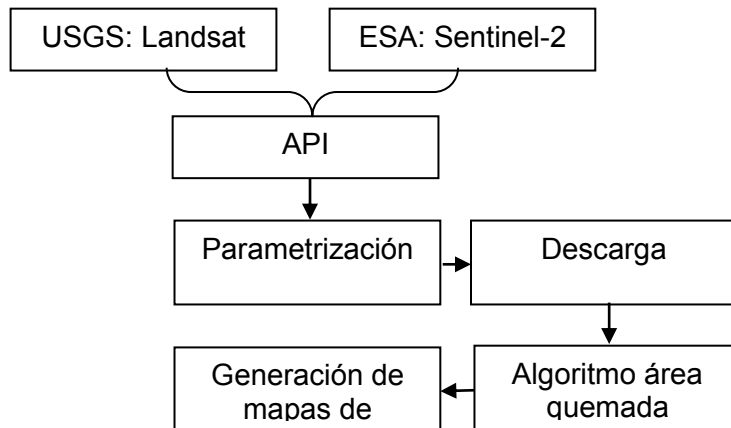 USGS: Landsat
ESA: Sentinel-2
API
Parametrización
Descarga
Generación de
mapas de
Algoritmo área
quemada